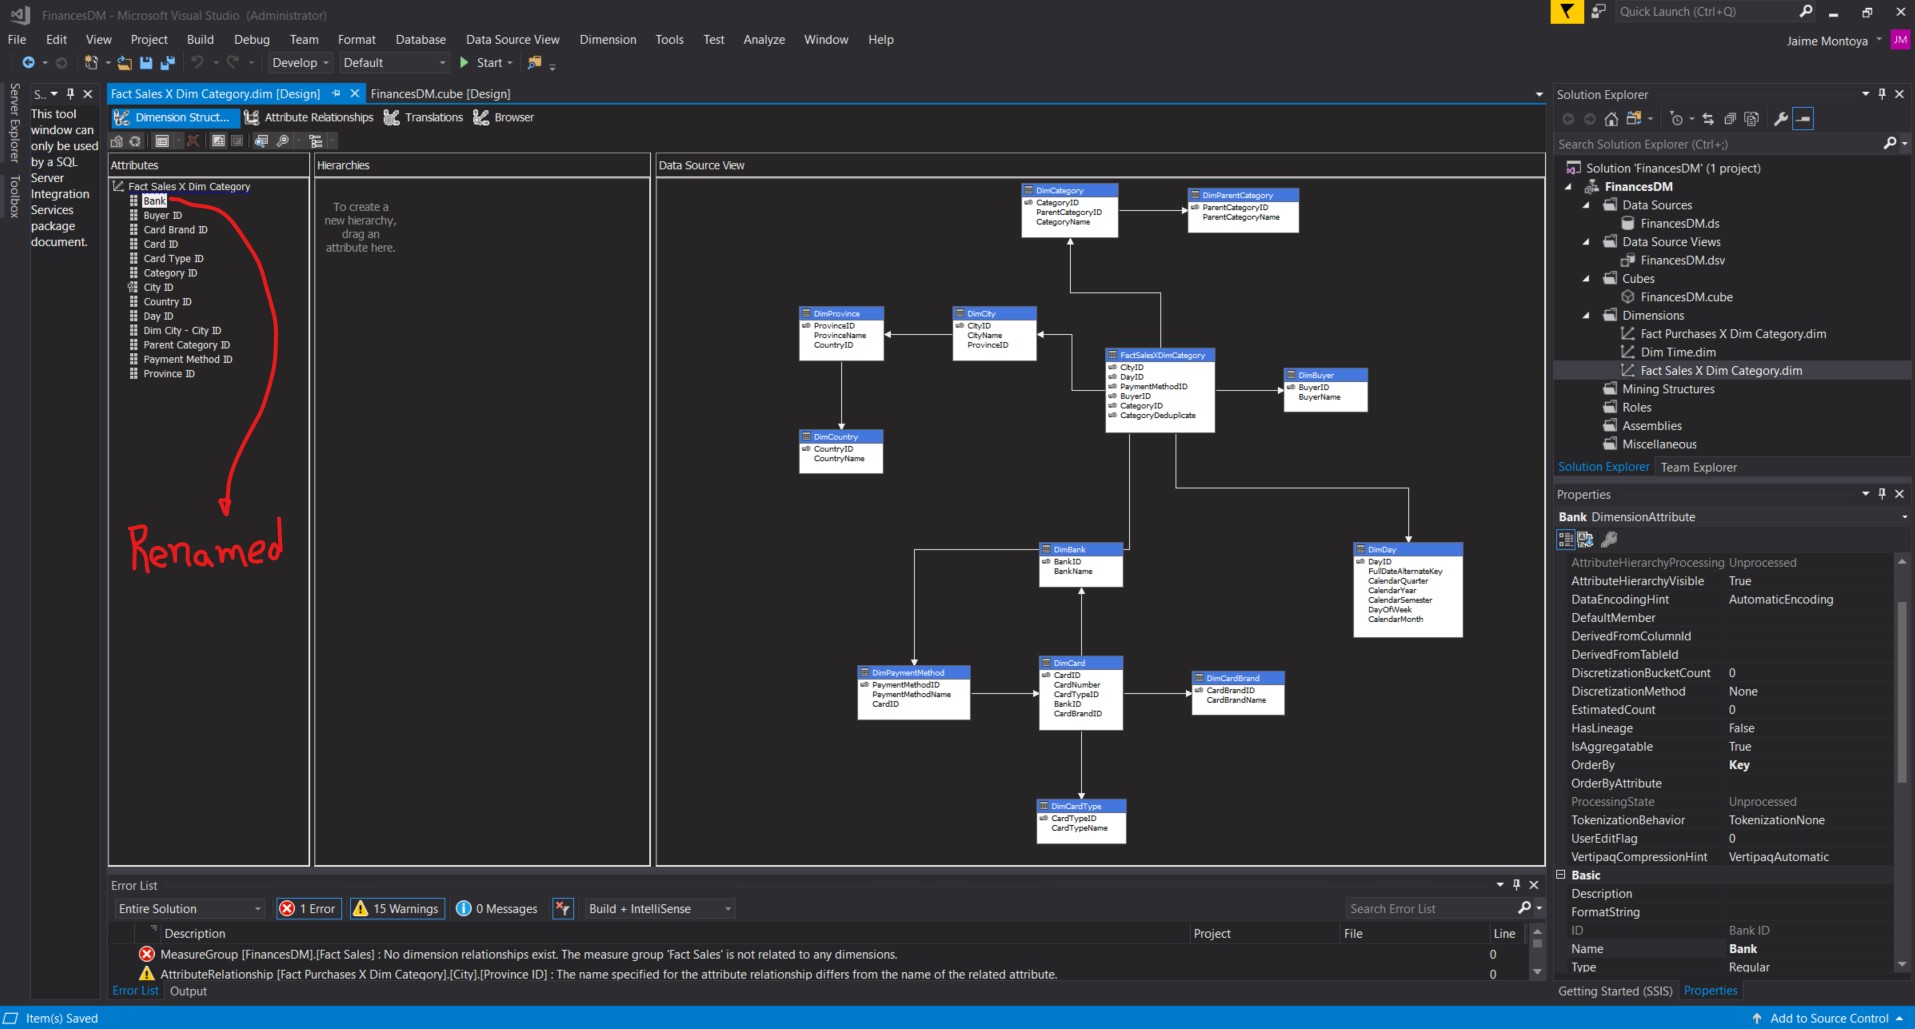 FinancesDM - Microsoft Visual Studio (Administrator)
Quick Launch (Ctrl+Q)
File Edit View Project Build Debug Team Format Database Data Source View Dimension Tools Test Analyze Window Help
Jaime Montoya JM
Develop Default Start
Server Explorer
Toolbox
S..
This tool
window can
only be used
by a SQL
Server
Integration
Services
package
document.
Fact Sales X Dim Category.dim [Design] FinancesDM.cube [Design]
Dimension Struct... Attribute Relationships Translations Browser
Attributes
Fact Sales X Dim Category
Bank
Buyer ID
Card Brand ID
Card ID
Card Type ID
Category ID
City ID
Country ID
Day ID
Dim City - City ID
Parent Category ID
Payment Method ID
Province ID
Renamed
Hierarchies
To create a
new hierarchy,
drag an
attribute here.
Data Source View
DimCategory
CategoryID
ParentCategoryID
CategoryName
DimParentCategory
ParentCategoryID
ParentCategoryName
DimProvince
ProvinceID
ProvinceName
CountryID
DimCity
CityID
CityName
ProvinceID
FactSalesXDimCategory
CityID
DayID
PaymentMethodID
BuyerID
CategoryID
CategoryDeduplicate
DimBuyer
BuyerID
BuyerName
DimCountry
CountryID
CountryName
DimBank
BankID
BankName
DimDay
DayID
FullDateAlternateKey
CalendarQuarter
CalendarYear
CalendarSemester
DayOfWeek
CalendarMonth
DimPaymentMethod
PaymentMethodID
PaymentMethodName
CardID
DimCard
CardID
CardNumber
CardTypeID
BankID
CardBrandID
DimCardBrand
CardBrandID
CardBrandName
DimCardType
CardTypeID
CardTypeName
Error List
Entire Solution 1 Error 15 Warnings 0 Messages Build + IntelliSense Search Error List
Description Project File Line
MeasureGroup [FinancesDM].[Fact Sales] : No dimension relationships exist. The measure group 'Fact Sales' is not related to any dimensions. 0
AttributeRelationship [Fact Purchases X Dim Category].[City].[Province ID] : The name specified for the attribute relationship differs from the name of the related attribute. 0
Error List Output
Solution Explorer
Search Solution Explorer (Ctrl+;)
Solution 'FinancesDM' (1 project)
FinancesDM
Data Sources
FinancesDM.ds
Data Source Views
FinancesDM.dsv
Cubes
FinancesDM.cube
Dimensions
Fact Purchases X Dim Category.dim
Dim Time.dim
Fact Sales X Dim Category.dim
Mining Structures
Roles
Assemblies
Miscellaneous
Solution Explorer Team Explorer
Properties
Bank DimensionAttribute
AttributeHierarchyProcessing Unprocessed
AttributeHierarchyVisible True
DataEncodingHint AutomaticEncoding
DefaultMember
DerivedFromColumnId
DerivedFromTableId
DiscretizationBucketCount 0
DiscretizationMethod None
EstimatedCount 0
HasLineage False
IsAggregatable True
OrderBy Key
OrderByAttribute
ProcessingState Unprocessed
TokenizationBehavior TokenizationNone
UserEditFlag 0
VertipaqCompressionHint VertipaqAutomatic
Basic
Description
FormatString
ID Bank ID
Name Bank
Type Regular
Getting Started (SSIS) Properties
Item(s) Saved
Add to Source Control